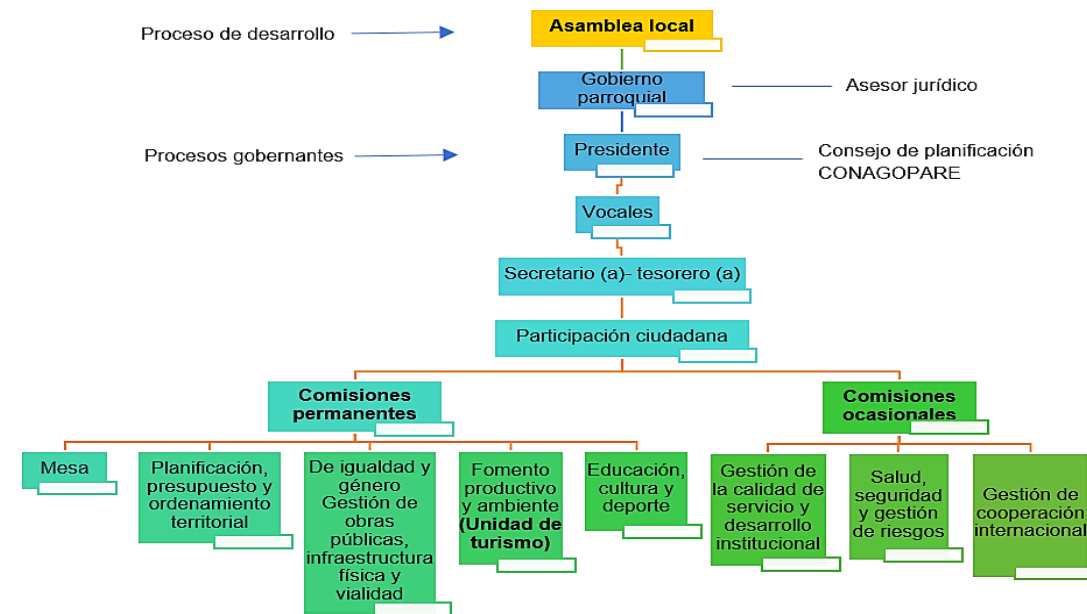 Proceso de desarrollo
Asamblea local
Gobierno
parroquial
Asesor jurídico
Procesos gobernantes
Presidente
Consejo de planificación
CONAGOPARE
Vocales
Secretario (a)- tesorero (a)
Participación ciudadana
Comisiones
permanentes
Comisiones
ocasionales
Mesa
Planificación,
presupuesto y
ordenamiento
territorial
De igualdad y
género
Gestión de
obras
públicas,
infraestructura
física y
vialidad
Fomento
productivo
y ambiente
(Unidad de
turismo)
Educación,
cultura y
deporte
Gestión de
la calidad de
servicio y
desarrollo
institucional
Salud,
seguridad
y gestión
de riesgos
Gestión de
cooperación
internacional